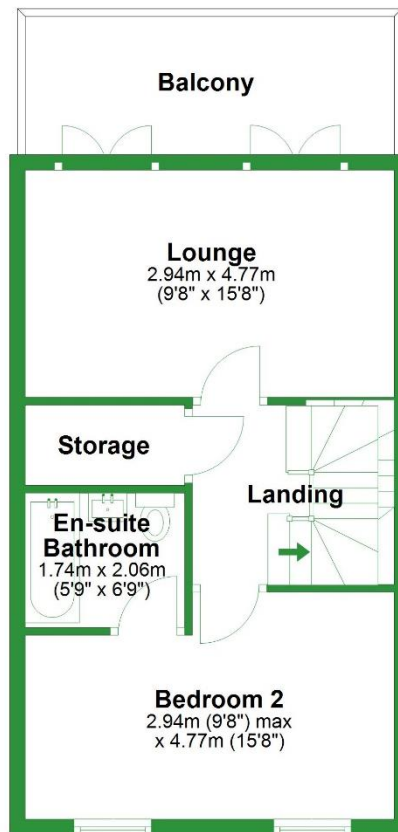 Balcony
Lounge
2.94m x 4.77m
(9'8" x 15'8")
Storage
Landing
En-suite
Bathroom
1.74m x 2.06m
(5'9" x 6'9")
Bedroom 2
2.94m (9'8") max
x 4.77m (15'8")